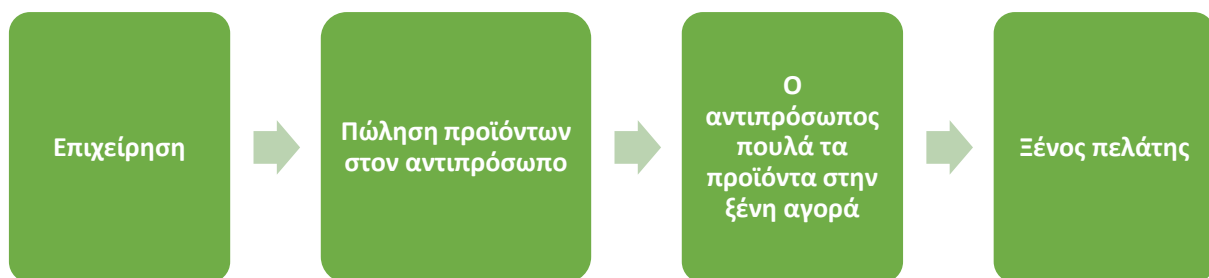 Επιχείρηση
Πώληση προϊόντων
στον αντιπρόσωπο
Ο
αντιπρόσωπος
πουλά τα
προϊόντα στην
ξένη αγορά
Ξένος πελάτης